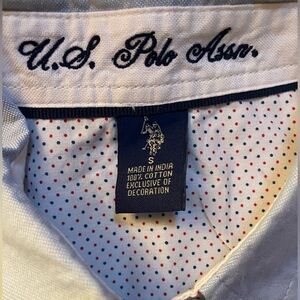 U.S. Polo Assn.
S
MADE IN INDIA
100% COTTON
EXCLUSIVE OF
DECORATION